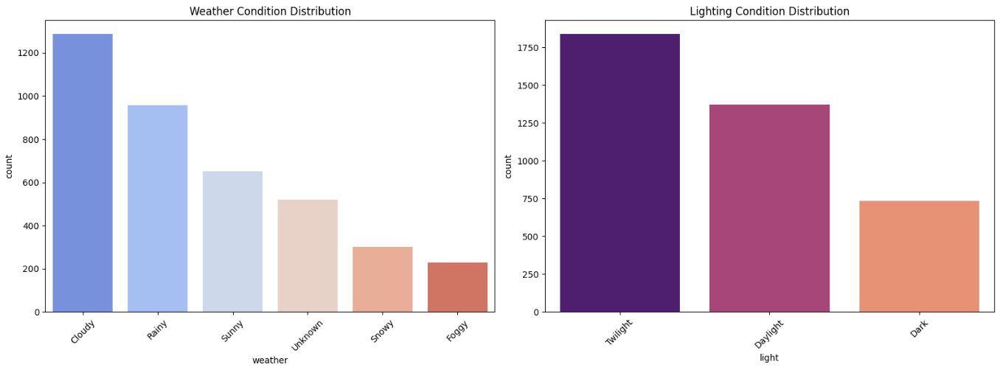 Weather Condition Distribution
1200
1000
800
600
400
200
0
count
Cloudy
Rainy
Sunny
Unknown
Snowy
Foggy
weather
Lighting Condition Distribution
1750
1500
1250
1000
750
500
250
0
count
Twilight
Daylight
Dark
light